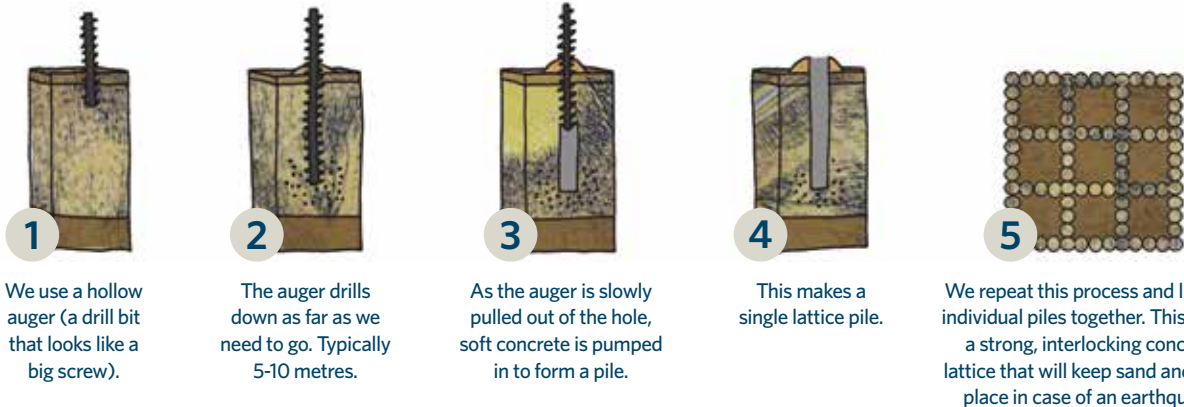 1
We use a hollow
auger (a drill bit
that looks like a
big screw).
2
The auger drills
down as far as we
need to go. Typically
5-10 metres.
3
As the auger is slowly
pulled out of the hole,
soft concrete is pumped
in to form a pile.
4
This makes a
single lattice pile.
5
We repeat this process and
individual piles together. This
a strong, interlocking
lattice that will keep sand
place in case of an